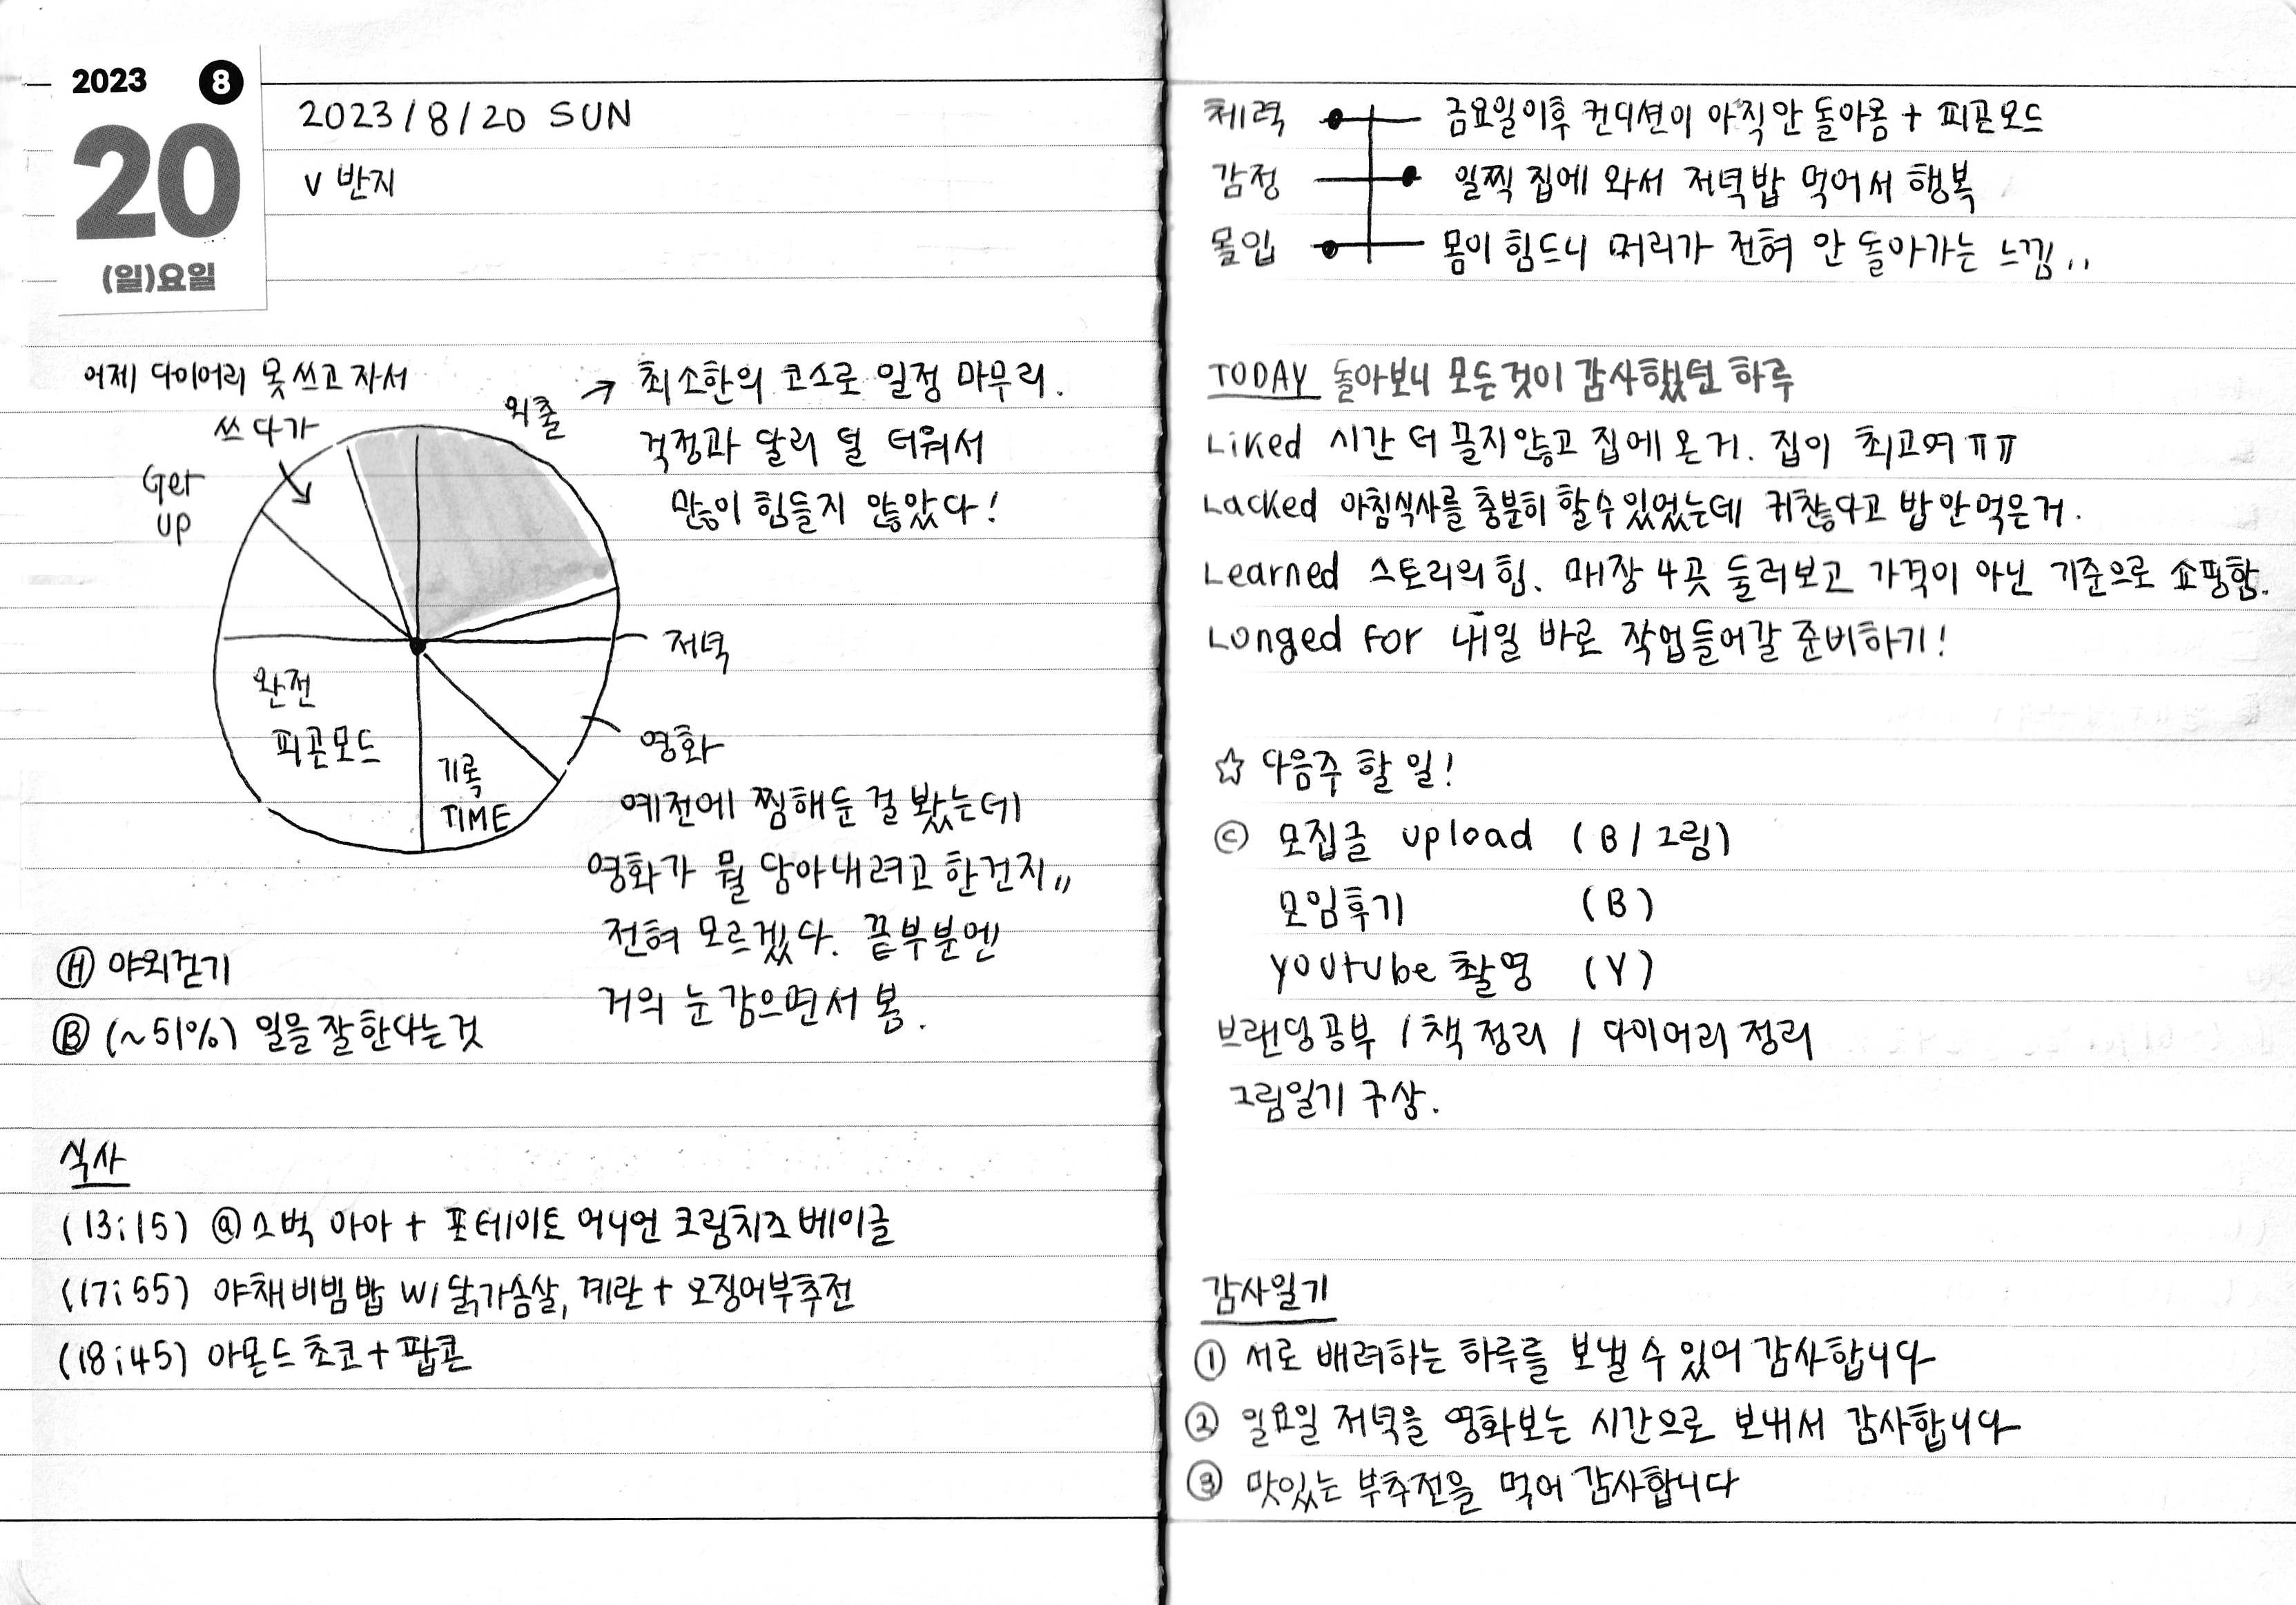 2023 8
20
(일)요일
2023/8/20 SUN
v 반지
어제 다이어리 못쓰고 자서
쓰다가
Get
up
외출
→ 최소한의 코스로 일정 마무리.
걱정과 달리 덜 더워서
많이 힘들지 않았다!
저녁
영화
예전에 찜해둔 걸 봤는데
영화가 뭘 담아내려고 한건지,,
전혀 모르겠다. 끝부분엔
거의 눈 감으면서 봄.
기록
TIME
완전
피곤모드
Ⓗ 야외걷기
Ⓑ (~51%) 일을 잘한다는 것
식사
(13:15) @스벅 아아 + 포테이토 어니언 크림치즈 베이글
(17:55) 야채비빔밥 w/ 닭가슴살, 계란 + 오징어부추전
(18:45) 아몬드 초코 + 팝콘
체력 금요일이후 컨디션이 아직 안 돌아옴 + 피곤모드
감정 일찍 집에 와서 저녁밥 먹어서 행복
몰입 몸이 힘드니 머리가 전혀 안 돌아가는 느낌,,
TODAY 돌아보니 모든것이 감사했던 하루
Liked 시간 더 끌지않고 집에 온거. 집이 최고여 ㅠㅠ
Lacked 아침식사를 충분히 할 수 있었는데 귀찮다고 밥 안 먹은거.
Learned 스토리의 힘. 매장 4곳 둘러보고 가격이 아닌 기준으로 쇼핑함.
Longed for 내일 바로 작업들어갈 준비하기!
☆ 다음주 할 일!
ⓒ 모집글 upload (B/그림)
모임후기 (B)
youtube 촬영 (Y)
브랜딩공부 / 책 정리 / 다이어리 정리
그림일기 구상.
감사일기
① 서로 배려하는 하루를 보낼 수 있어 감사합니다
② 일요일 저녁을 영화보는 시간으로 보내서 감사합니다
③ 맛있는 부추전을 먹어 감사합니다